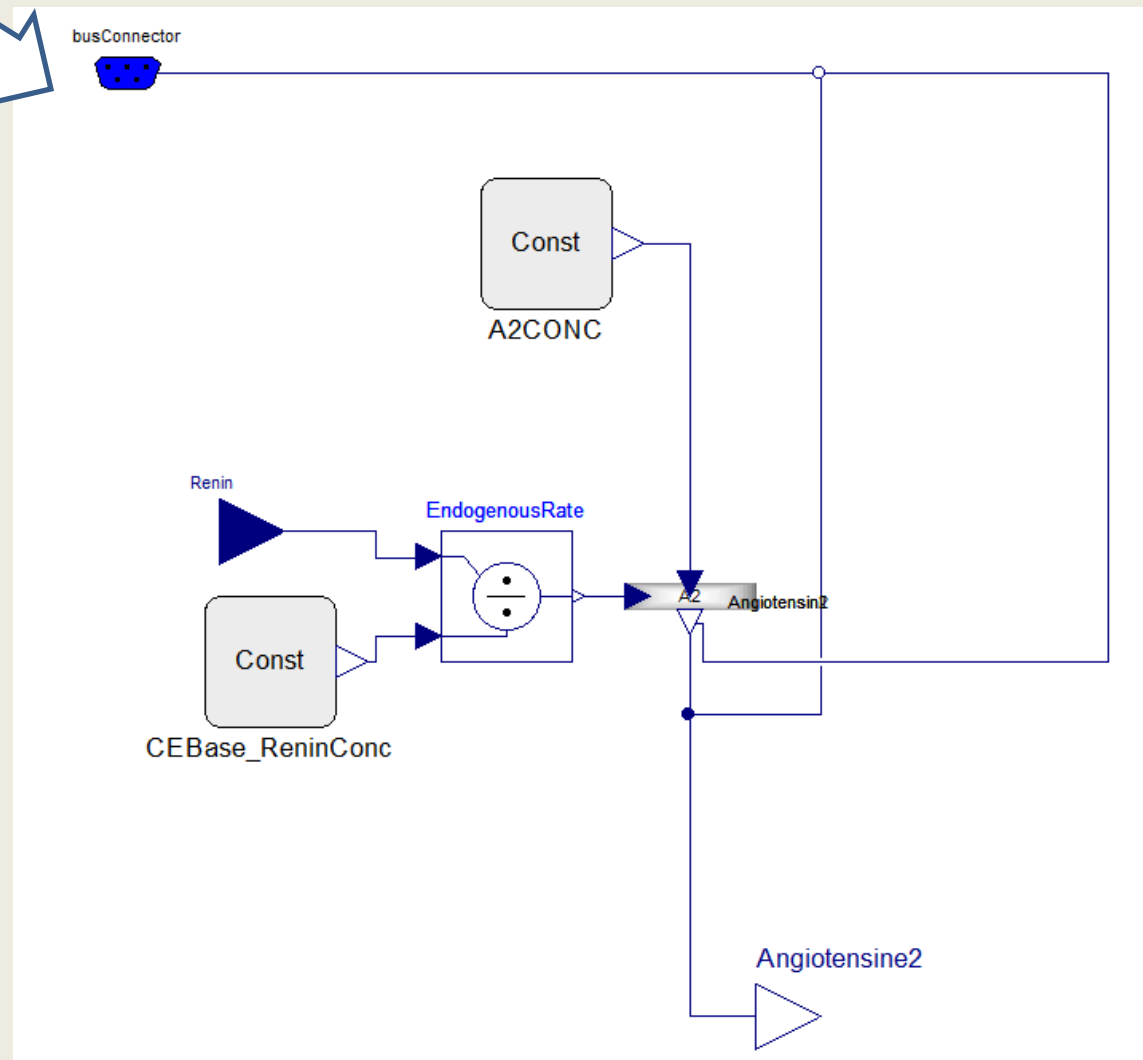 busConnector
Const
A2CONC
Renin
EndogenousRate
A2
Angiotensin2
Const
CEBase_ReninConc
Angiotensine2